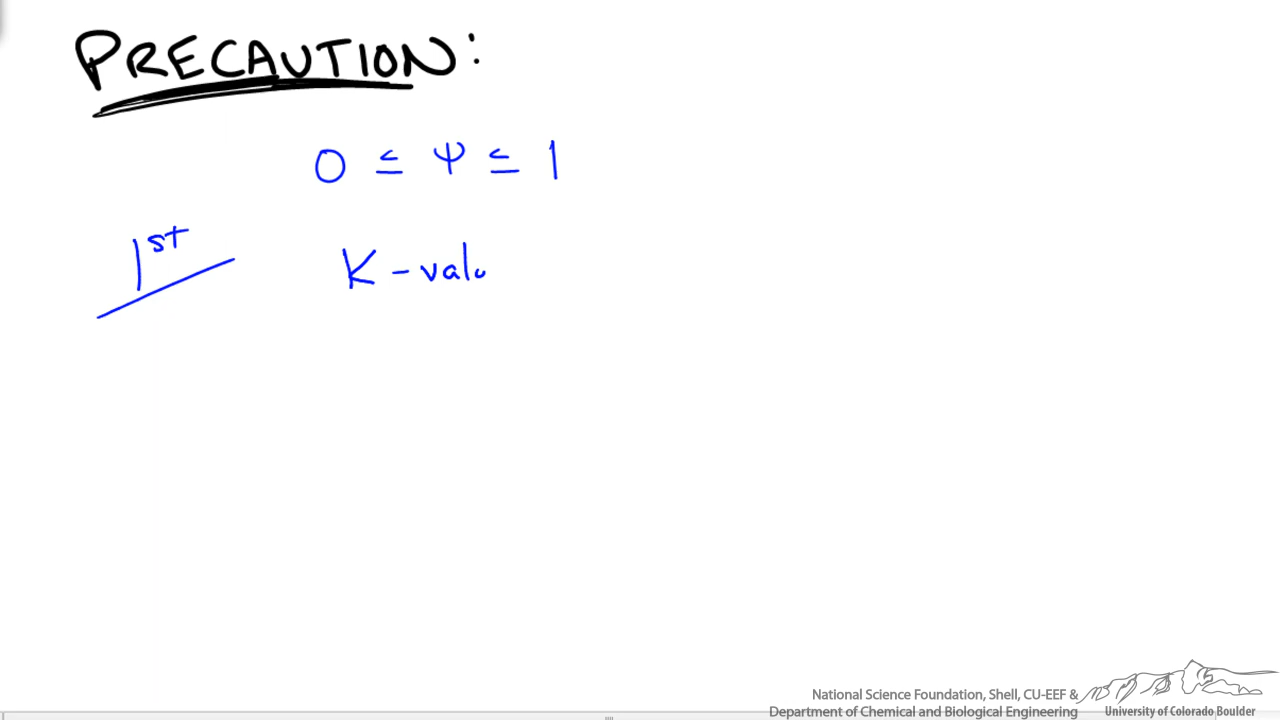 PRECAUTION:
0 ≤ Ψ ≤ 1
1st K-valu
National Science Foundation, Shell, CU-EEF &
Department of Chemical and Biological Engineering
University of Colorado Boulder